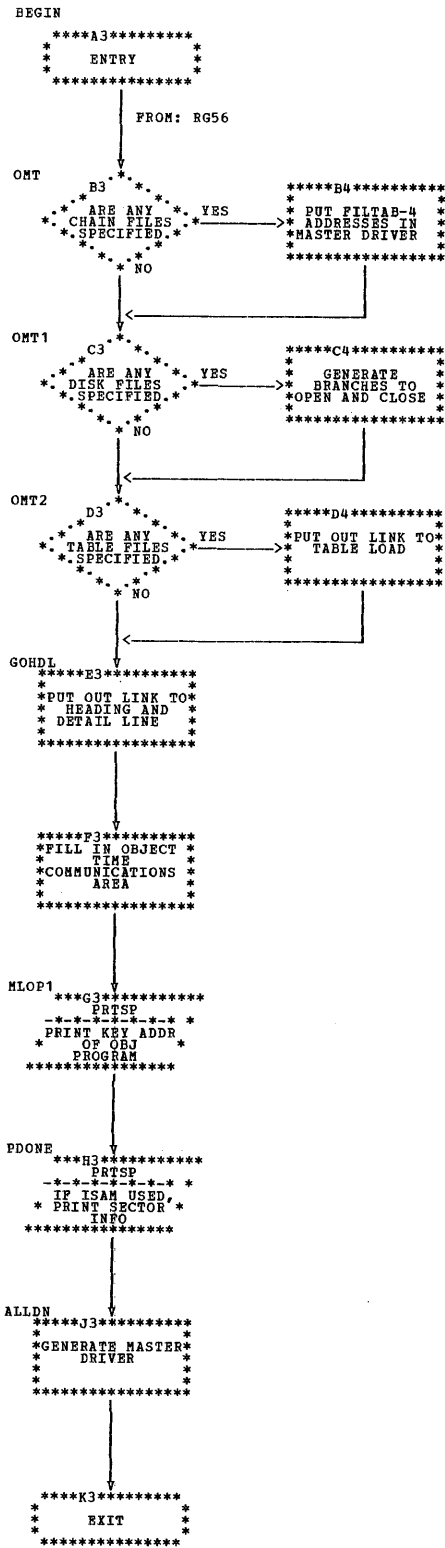 BEGIN
****A3*********
ENTRY
***************
FROM: RG56
OMT
B3
ARE ANY
CHAIN FILES
SPECIFIED
YES
NO
*****B4**********
PUT FILTAB-4
ADDRESSES IN
MASTER DRIVER
*****************
OMT1
C3
ARE ANY
DISK FILES
SPECIFIED
YES
NO
*****C4**********
GENERATE
BRANCHES TO
OPEN AND CLOSE
*****************
OMT2
D3
ARE ANY
TABLE FILES
SPECIFIED
YES
NO
*****D4**********
PUT OUT LINK TO
TABLE LOAD
*****************
GOHDL
*****E3**********
PUT OUT LINK TO
HEADING AND
DETAIL LINE
*****************
*****F3**********
FILL IN OBJECT
TIME
COMMUNICATIONS
AREA
*****************
MLOP1
***G3***********
PRTSP
-*-*-*-*-*-* *
PRINT KEY ADDR
OF OBJ
PROGRAM
****************
PDONE
***H3***********
PRTSP
-*-*-*-*-*-* *
IF ISAM USED,
PRINT SECTOR
INFO
****************
ALLDN
*****J3**********
GENERATE MASTER
DRIVER
*****************
****K3*********
EXIT
***************